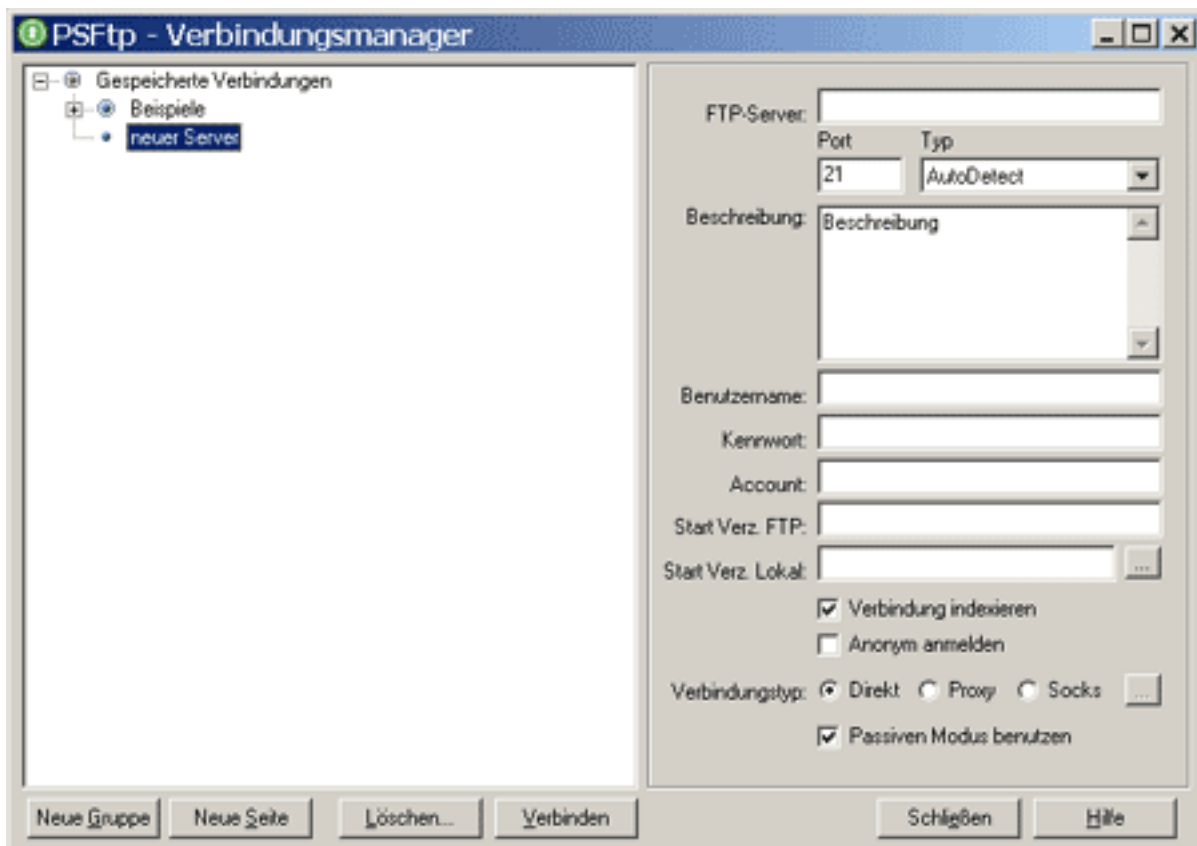 PSFtp - Verbindungsmanager
Gespeicherte Verbindungen
Beispiele
neuer Server
FTP-Server:
Port Typ
21 AutoDetect
Beschreibung: Beschreibung
Benutzername:
Kennwort:
Account:
Start Verz. FTP:
Start Verz. Lokal: ...
Verbindung indexieren
Anonym anmelden
Verbindungstyp: Direkt Proxy Socks ...
Passiven Modus benutzen
Neue Gruppe Neue Seite Löschen... Verbinden Schließen Hilfe